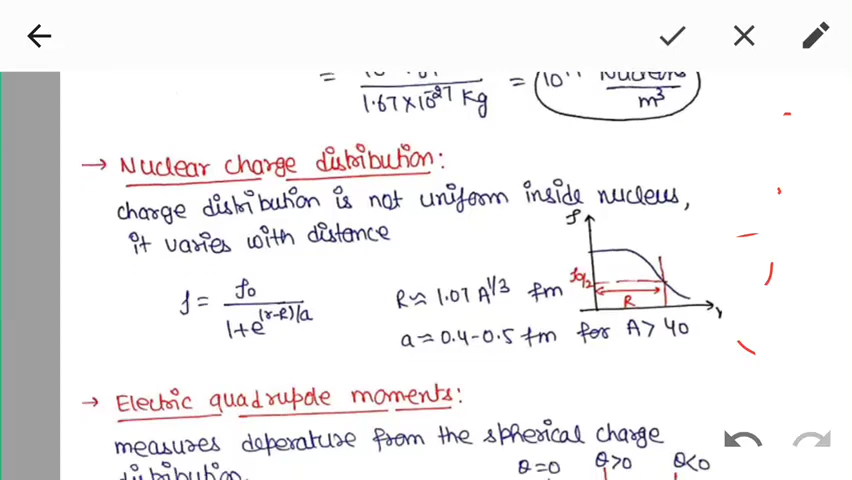 =
1.67×10⁻²⁷ Kg
=
m³
→ Nuclear charge distribution:
charge distribution is not uniform inside nucleus,
it varies with distance
ρ = ρ₀ / 1+e^(r-R)/a
R ≈ 1.07 A^1/3 fm
a ≈ 0.4-0.5 fm for A > 40
ρ
ρ₀/2
R
r
→ Electric quadrupole moments:
measures deperature from the spherical charge
distribution.
θ=0 θ>0 θ<0